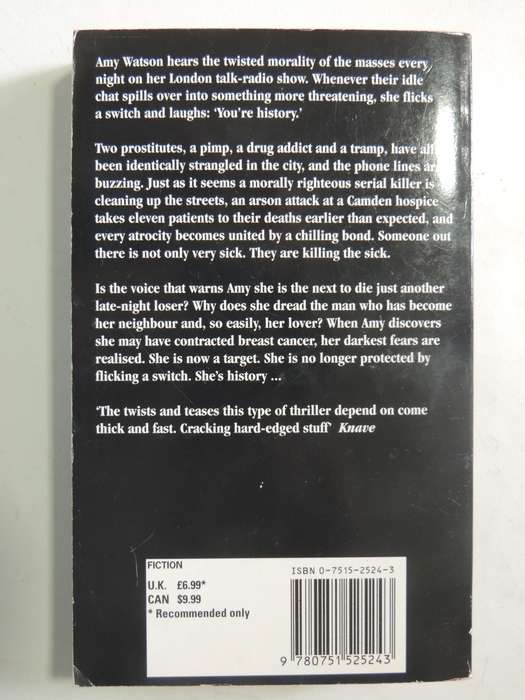 Amy Watson hears the twisted morality of the masses every
night on her London talk-radio show. Whenever their idle
chat spills over into something more threatening, she flicks
a switch and laughs: 'You're history.'
Two prostitutes, a pimp, a drug addict and a tramp, have all
been identically strangled in the city, and the phone lines are
buzzing. Just as it seems a morally righteous serial killer is
cleaning up the streets, an arson attack at a Camden hospice
takes eleven patients to their deaths earlier than expected, and
every atrocity becomes united by a chilling bond. Someone out
there is not only very sick. They are killing the sick.
Is the voice that warns Amy she is the next to die just another
late-night loser? Why does she dread the man who has become
her neighbour and, so easily, her lover? When Amy discovers
she may have contracted breast cancer, her darkest fears are
realised. She is now a target. She is no longer protected by
flicking a switch. She's history ...
'The twists and teases this type of thriller depend on come
thick and fast. Cracking hard-edged stuff' Knave
FICTION
U.K. £6.99*
CAN $9.99
* Recommended only
ISBN 0-7515-2524-3
9 780751 525243